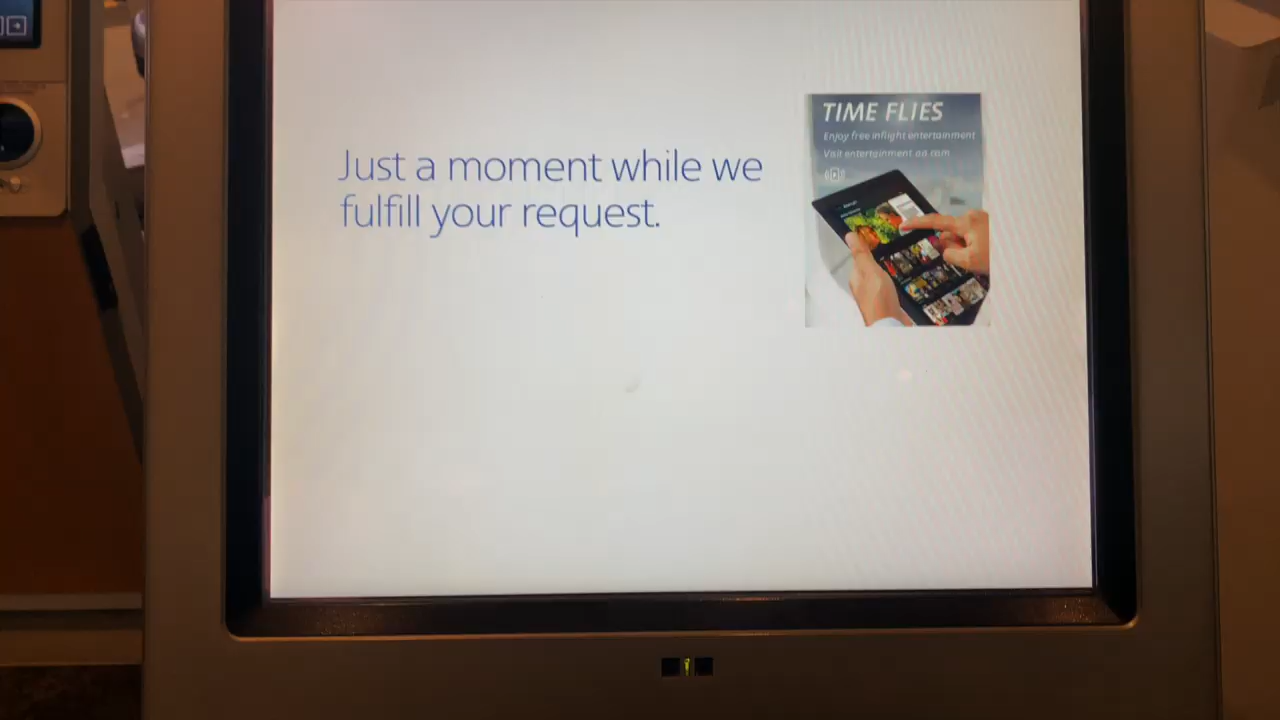 Just a moment while we
fulfill your request.
TIME FLIES
Enjoy free inflight entertainment
Visit entertainment aa com